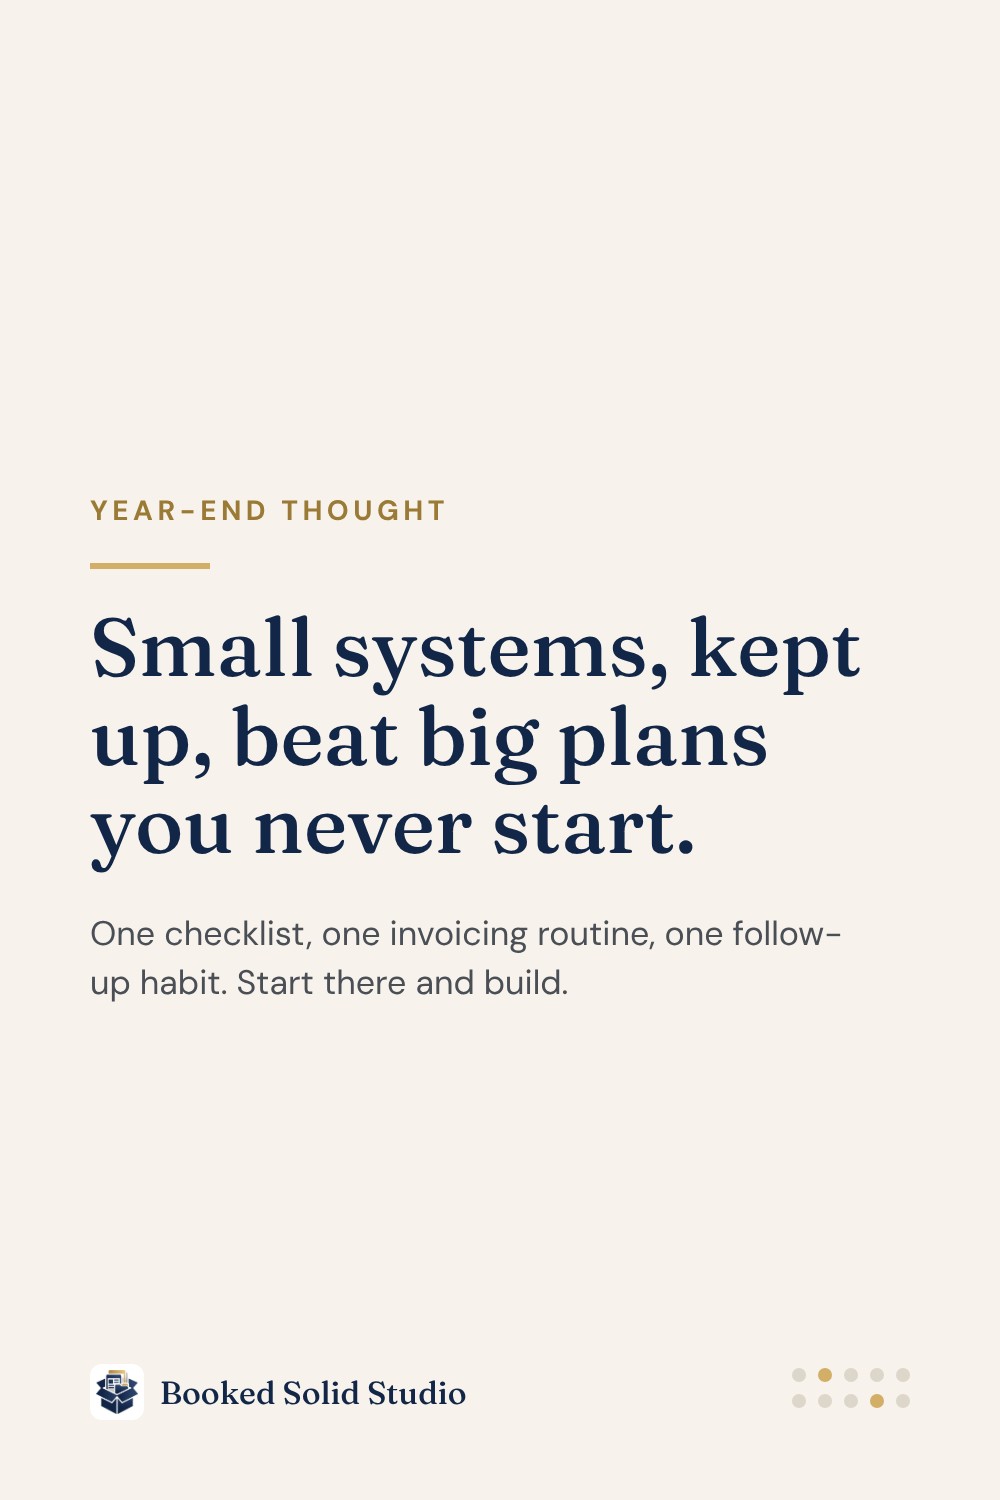 YEAR-END THOUGHT
Small systems, kept
up, beat big plans
you never start.
One checklist, one invoicing routine, one follow-
up habit. Start there and build.
Booked Solid Studio